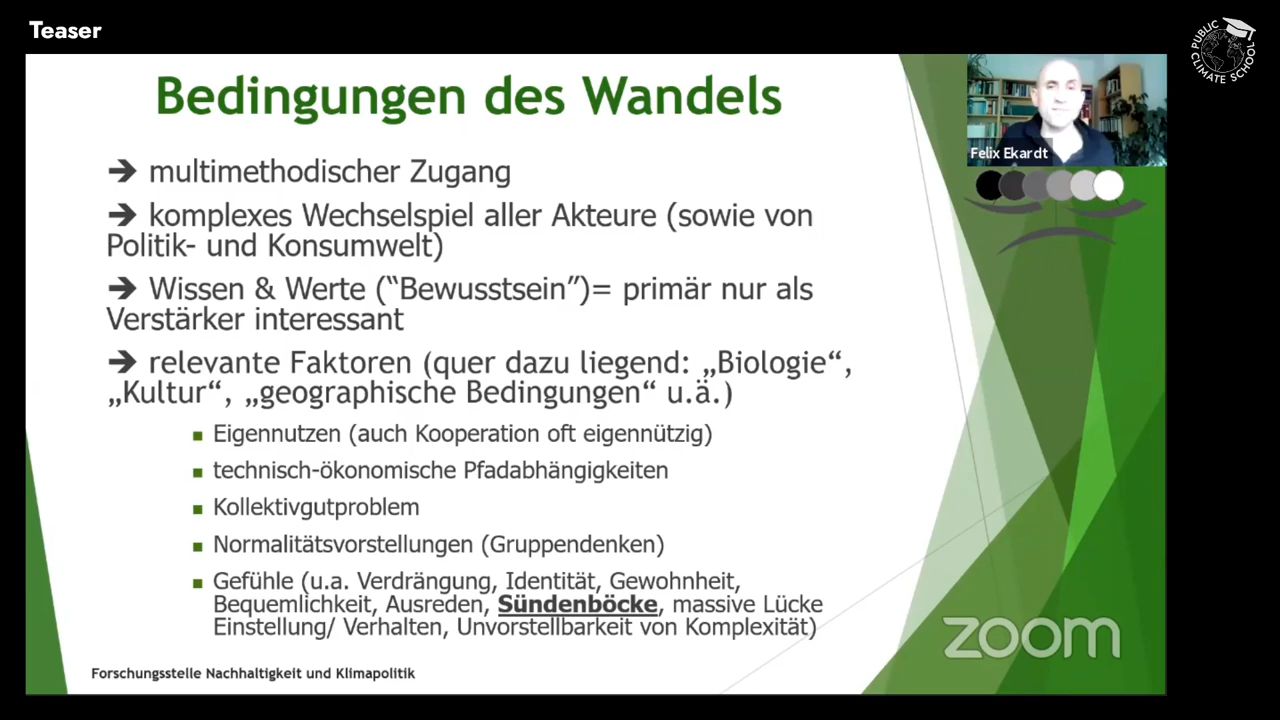 Teaser
PUBLIC
CLIMATE SCHOOL
Bedingungen des Wandels
➔ multimethodischer Zugang
➔ komplexes Wechselspiel aller Akteure (sowie von
Politik- und Konsumwelt)
➔ Wissen & Werte (“Bewusstsein”)= primär nur als
Verstärker interessant
➔ relevante Faktoren (quer dazu liegend: „Biologie“,
„Kultur“, „geographische Bedingungen“ u.ä.)
■ Eigennutzen (auch Kooperation oft eigennützig)
■ technisch-ökonomische Pfadabhängigkeiten
■ Kollektivgutproblem
■ Normalitätsvorstellungen (Gruppendenken)
■ Gefühle (u.a. Verdrängung, Identität, Gewohnheit,
Bequemlichkeit, Ausreden, Sündenböcke, massive Lücke
Einstellung/ Verhalten, Unvorstellbarkeit von Komplexität)
Forschungsstelle Nachhaltigkeit und Klimapolitik
Felix Ekardt
zoom